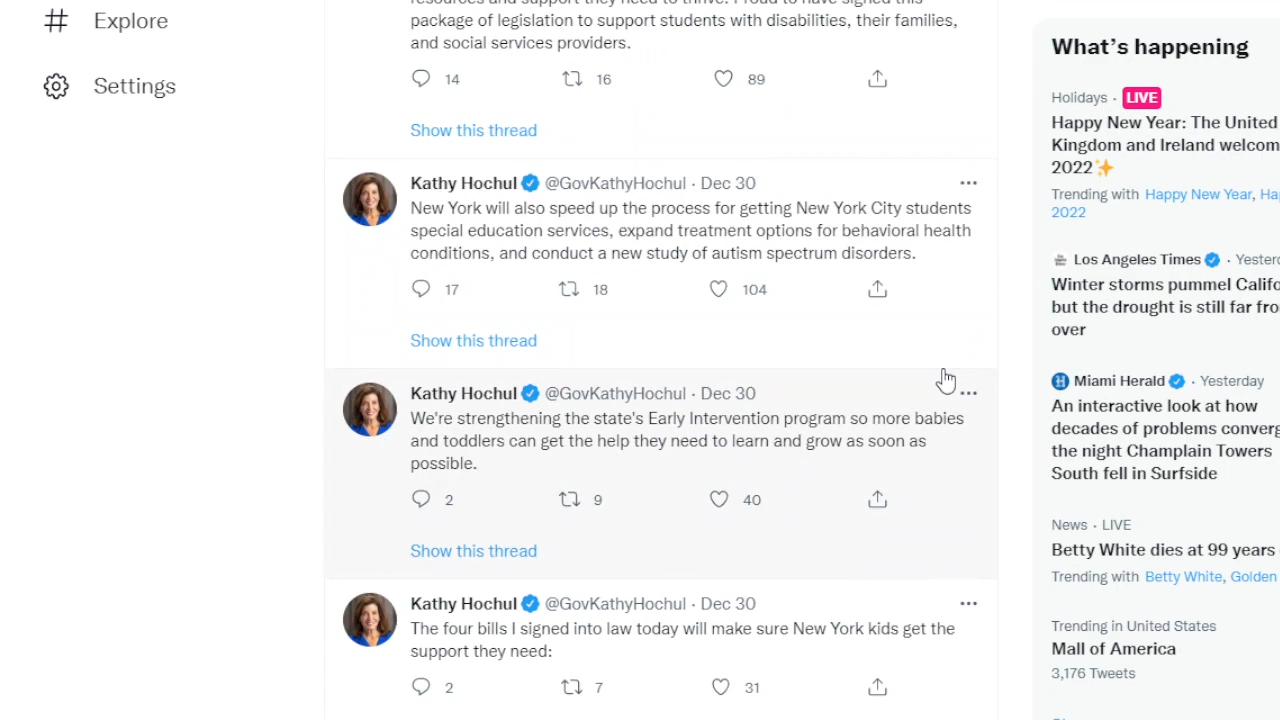 Explore
Settings
package of legislation to support students with disabilities, their families,
and social services providers.
14 16 89
Show this thread
Kathy Hochul @GovKathyHochul · Dec 30
New York will also speed up the process for getting New York City students
special education services, expand treatment options for behavioral health
conditions, and conduct a new study of autism spectrum disorders.
17 18 104
Show this thread
Kathy Hochul @GovKathyHochul · Dec 30
We're strengthening the state's Early Intervention program so more babies
and toddlers can get the help they need to learn and grow as soon as
possible.
2 9 40
Show this thread
Kathy Hochul @GovKathyHochul · Dec 30
The four bills I signed into law today will make sure New York kids get the
support they need:
2 7 31
What's happening
Holidays · LIVE
Happy New Year: The United
Kingdom and Ireland welcom
2022✨
Trending with Happy New Year, Ha
2022
Los Angeles Times · Yester
Winter storms pummel Califo
but the drought is still far fro
over
Miami Herald · Yesterday
An interactive look at how
decades of problems converg
the night Champlain Towers
South fell in Surfside
News · LIVE
Betty White dies at 99 years
Trending with Betty White, Golden
Trending in United States
Mall of America
3,176 Tweets